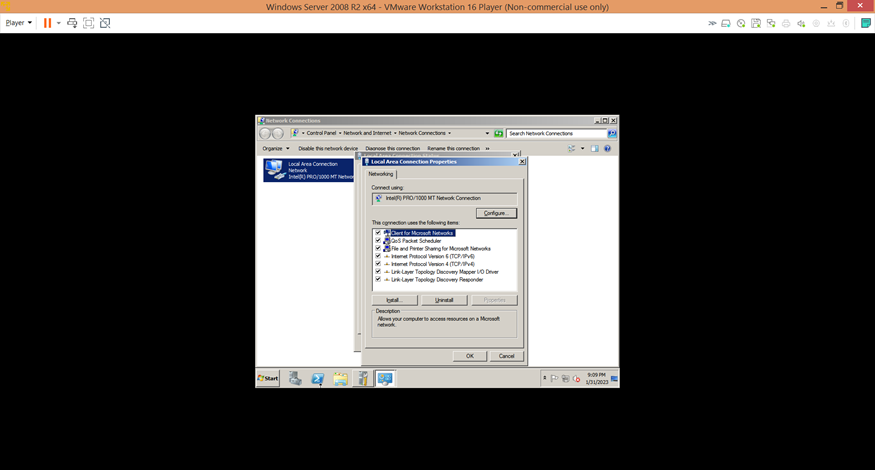 Windows Server 2008 R2 x64 - VMware Workstation 16 Player (Non-commercial use only)
Player
Network Connections
Control Panel Network and Internet Network Connections
Search Network Connections
Organize Disable this network device Diagnose this connection Rename this connection »
Local Area Connection
Network
Intel(R) PRO/1000 MT Netwo
Local Area Connection Properties
Networking
Connect using:
Intel(R) PRO/1000 MT Network Connection
Configure...
This connection uses the following items:
Client for Microsoft Networks
QoS Packet Scheduler
File and Printer Sharing for Microsoft Networks
Internet Protocol Version 6 (TCP/IPv6)
Internet Protocol Version 4 (TCP/IPv4)
Link-Layer Topology Discovery Mapper I/O Driver
Link-Layer Topology Discovery Responder
Install... Uninstall Properties
Description
Allows your computer to access resources on a Microsoft
network.
OK Cancel
Start
9:09 PM
1/31/2023